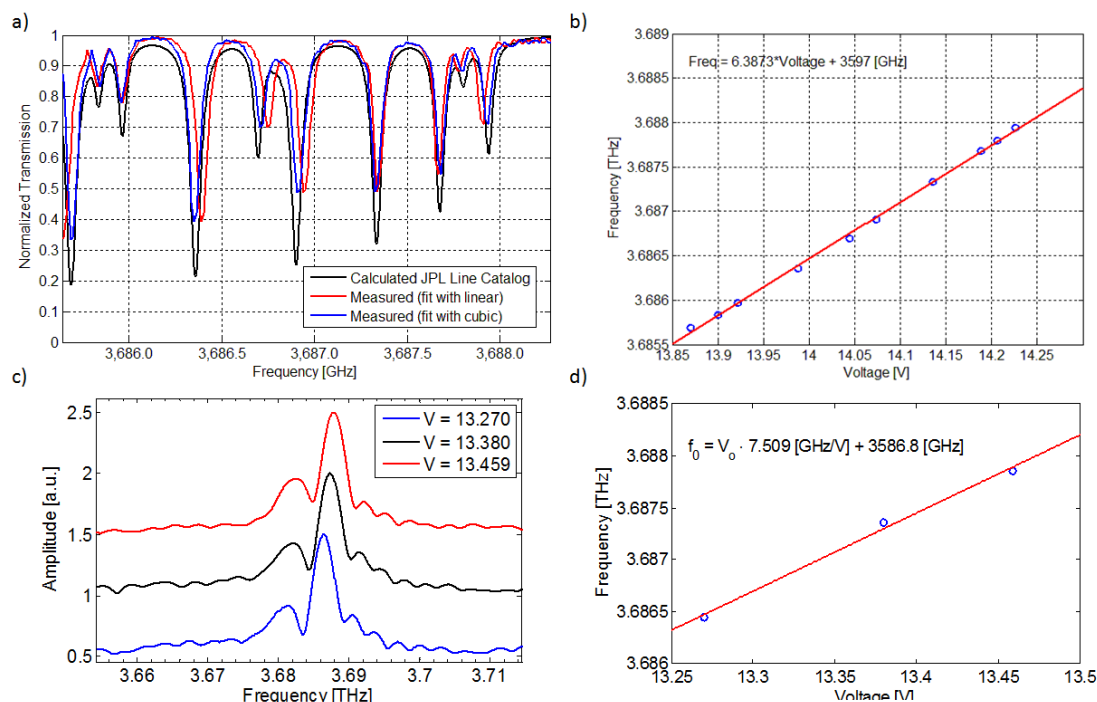 a)
1
0.9
0.8
0.7
0.6
0.5
0.4
0.3
0.2
0.1
0
Normalized Transmission
Calculated JPL Line Catalog
Measured (fit with linear)
Measured (fit with cubic)
3,686.0 3,686.5 3,687.0 3,687.5 3,688.0
Frequency [GHz]
b)
3.689
3.6885
3.688
3.6875
3.687
3.6865
3.686
3.6855
Frequency [THz]
Freq = 6.3873*Voltage + 3597 [GHz]
13.85 13.9 13.95 14 14.05 14.1 14.15 14.2 14.25
Voltage [V]
c)
2.5
2
1.5
1
0.5
Amplitude [a.u.]
V = 13.270
V = 13.380
V = 13.459
3.66 3.67 3.68 3.69 3.7 3.71
Frequency [THz]
d)
3.6885
3.688
3.6875
3.687
3.6865
3.686
Frequency [THz]
f₀ = Vₒ · 7.509 [GHz/V] + 3586.8 [GHz]
13.25 13.3 13.35 13.4 13.45 13.5
Voltage [V]